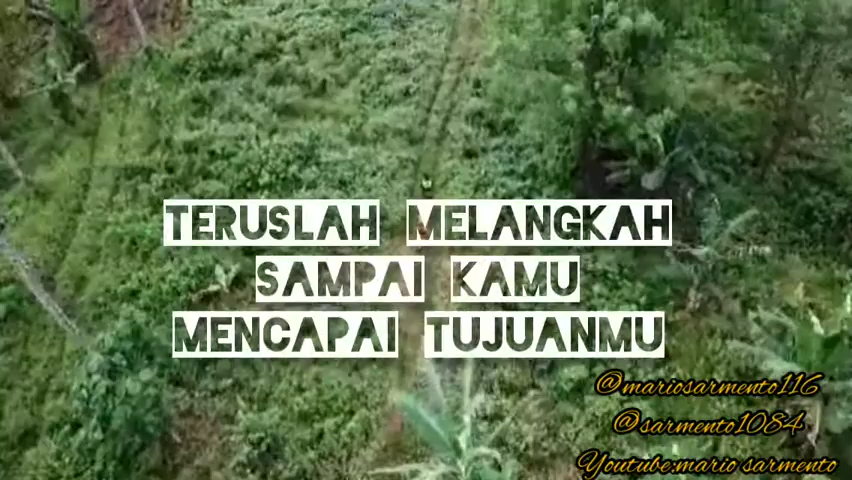 TERUSLAH MELANGKAH
SAMPAI KAMU
MENCAPAI TUJUANMU
@mariosarmento116
@sarmento1084
Youtube:mario sarmento